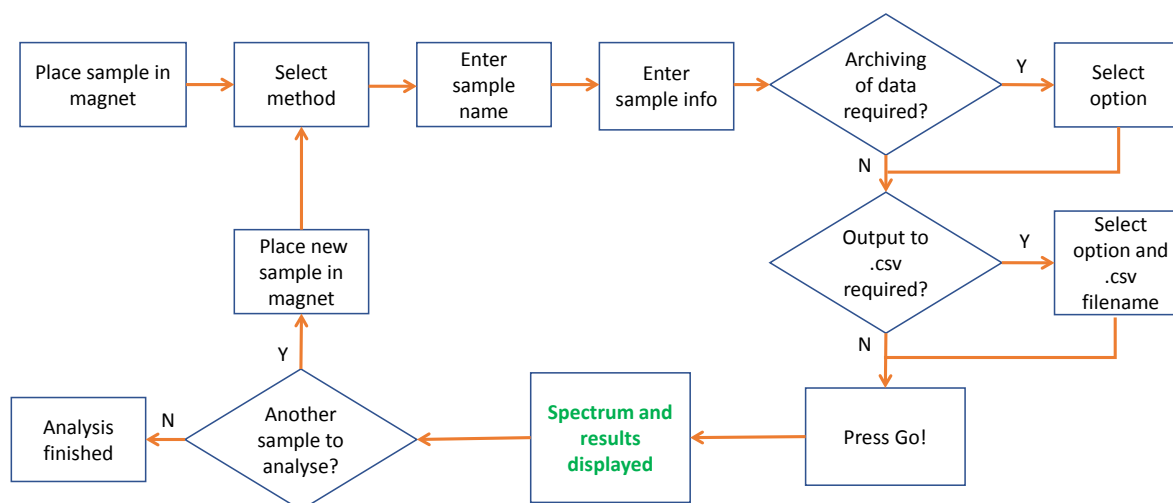 Place sample in
magnet
Select
method
Enter
sample
name
Enter
sample info
Archiving
of data
required?
Y
Select
option
N
Place new
sample in
magnet
Output to
.csv
required?
Y
Select
option and
.csv
filename
N
Y
Analysis
finished
N
Another
sample to
analyse?
Spectrum and
results
displayed
Press Go!